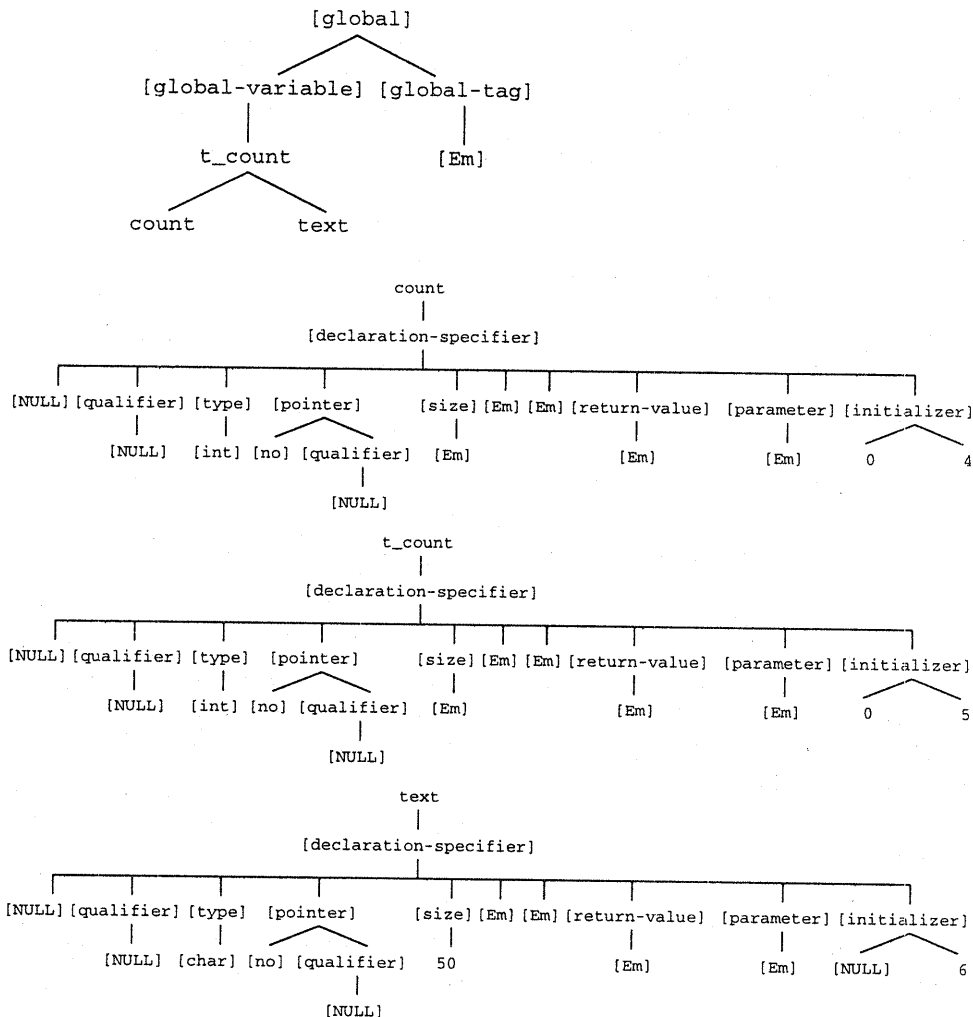 [global]
[global-variable] [global-tag]
t_count [Em]
count text
count
[declaration-specifier]
[NULL] [qualifier] [type] [pointer] [size] [Em] [Em] [return-value] [parameter] [initializer]
[NULL] [int] [no] [qualifier] [Em] [Em] [Em] 0 4
[NULL]
t_count
[declaration-specifier]
[NULL] [qualifier] [type] [pointer] [size] [Em] [Em] [return-value] [parameter] [initializer]
[NULL] [int] [no] [qualifier] [Em] [Em] [Em] 0 5
[NULL]
text
[declaration-specifier]
[NULL] [qualifier] [type] [pointer] [size] [Em] [Em] [return-value] [parameter] [initializer]
[NULL] [char] [no] [qualifier] 50 [Em] [Em] [NULL] 6
[NULL]